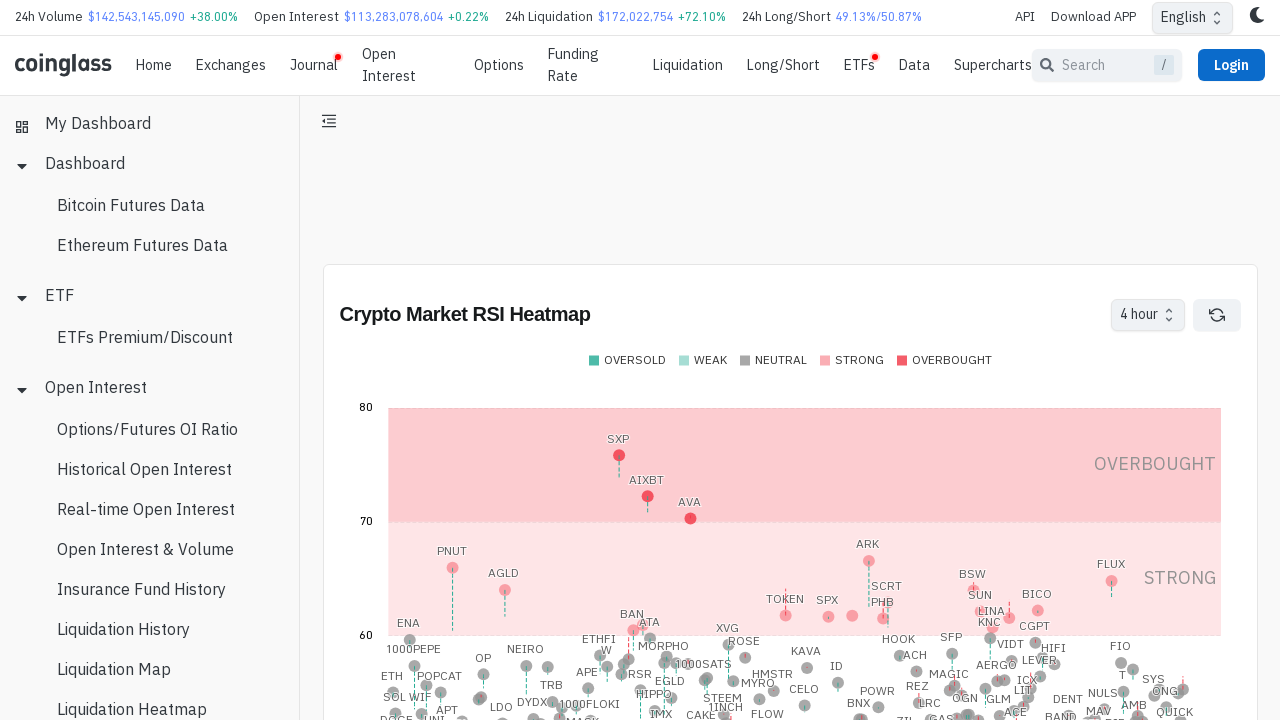 24h Volume $142,543,145,090 +38.00% Open Interest $113,283,078,604 +0.22% 24h Liquidation $172,022,754 +72.10% 24h Long/Short 49.13%/50.87% API Download APP English
coinglass Home Exchanges Journal Open Interest Options Funding Rate Liquidation Long/Short ETFs Data Supercharts Search / Login
My Dashboard
Dashboard
Bitcoin Futures Data
Ethereum Futures Data
ETF
ETFs Premium/Discount
Open Interest
Options/Futures OI Ratio
Historical Open Interest
Real-time Open Interest
Open Interest & Volume
Insurance Fund History
Liquidation History
Liquidation Map
Liquidation Heatmap
Crypto Market RSI Heatmap 4 hour
OVERSOLD WEAK NEUTRAL STRONG OVERBOUGHT
80
SXP
OVERBOUGHT
AIXBT
AVA
70
ARK
PNUT
FLUX
AGLD BSW
STRONG
SCRT
SUN BICO
TOKEN SPX PHB
LINA
BAN
ENA ATA KNC
XVG CGPT
60
ETHFI ROSE HOOK SFP
1000PEPE NEIRO W MORPHO KAVA VIDT HIFI FIO
OP ACH
1000SATS AERGO LEVER
ETH POPCAT APE RSR HMSTR ID MAGIC ICX T
TRB EGLD MYRO REZ SYS
SOL WIF HIPPO CELO POWR LIT NULS ONG
DYDX 1000FLOKI STEEM OGN GLM DENT
LDO 1INCH BNX LRC AMB
APT IMX CAKE FLOW ACE MAV QUICK
DOGE UNI MASK ZIL GAS BAND